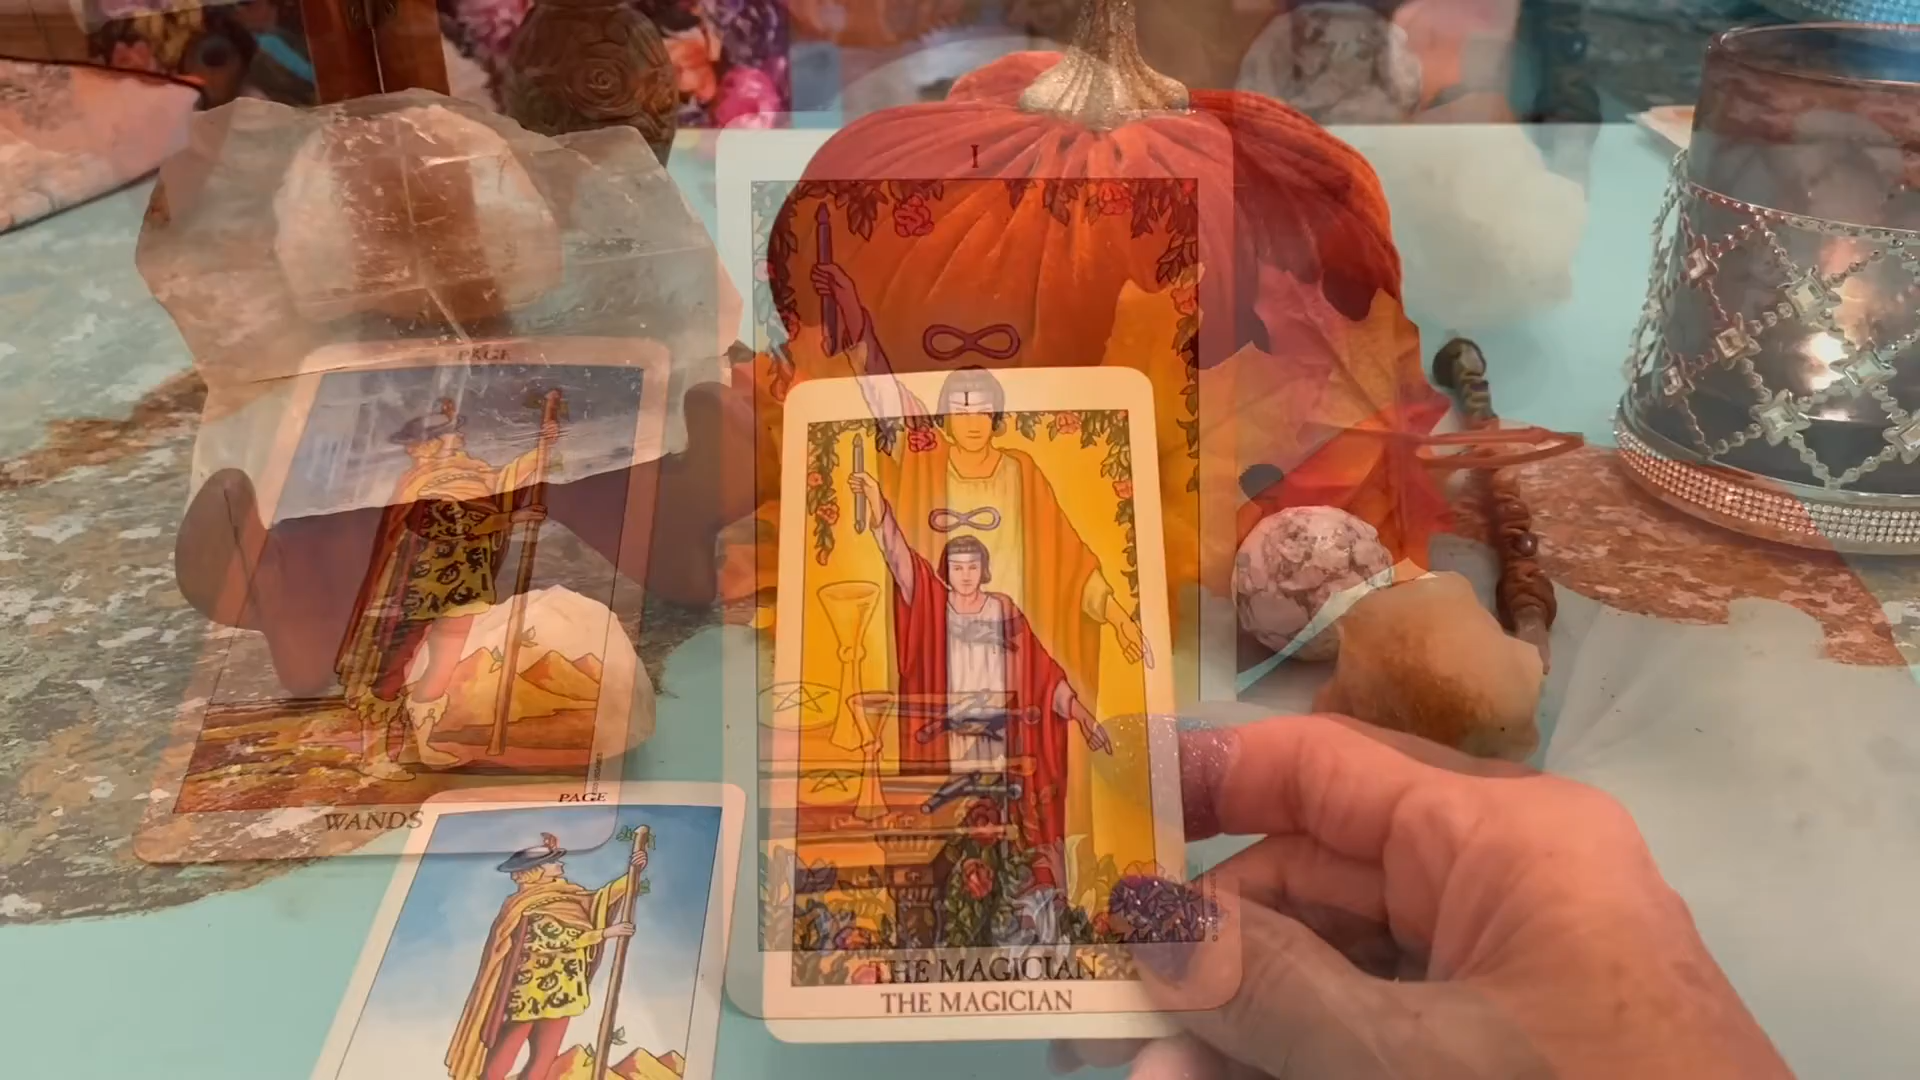 I
PAGE
I
WANDS
PAGE
THE MAGICIAN
THE MAGICIAN